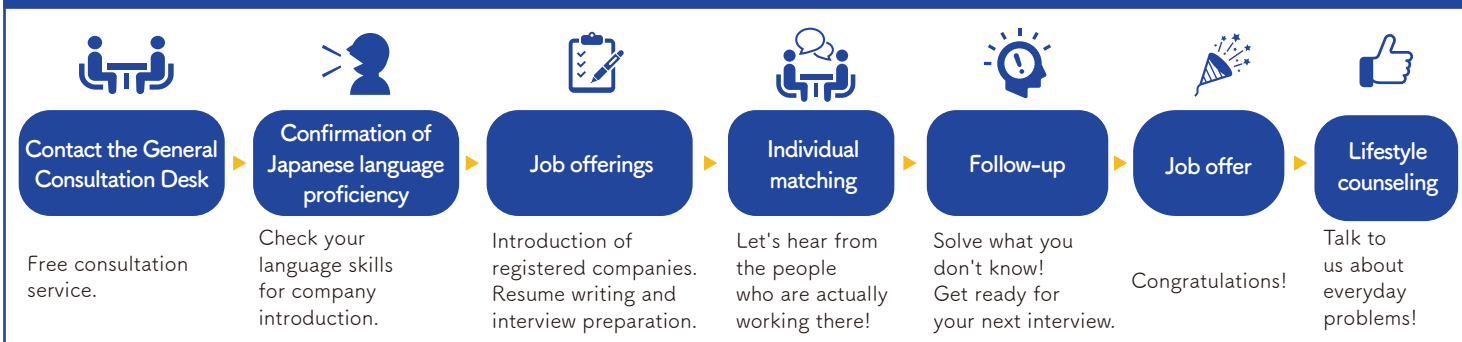 Contact the General
Consultation Desk
Free consultation
service.
Confirmation of
Japanese language
proficiency
Check your
language skills
for company
introduction.
Job offerings
Introduction of
registered companies.
Resume writing and
interview preparation.
Individual
matching
Let's hear from
the people
who are actually
working there!
Follow-up
Solve what you
don't know!
Get ready for
your next interview.
Job offer
Congratulations!
Lifestyle
counseling
Talk to
us about
everyday
problems!